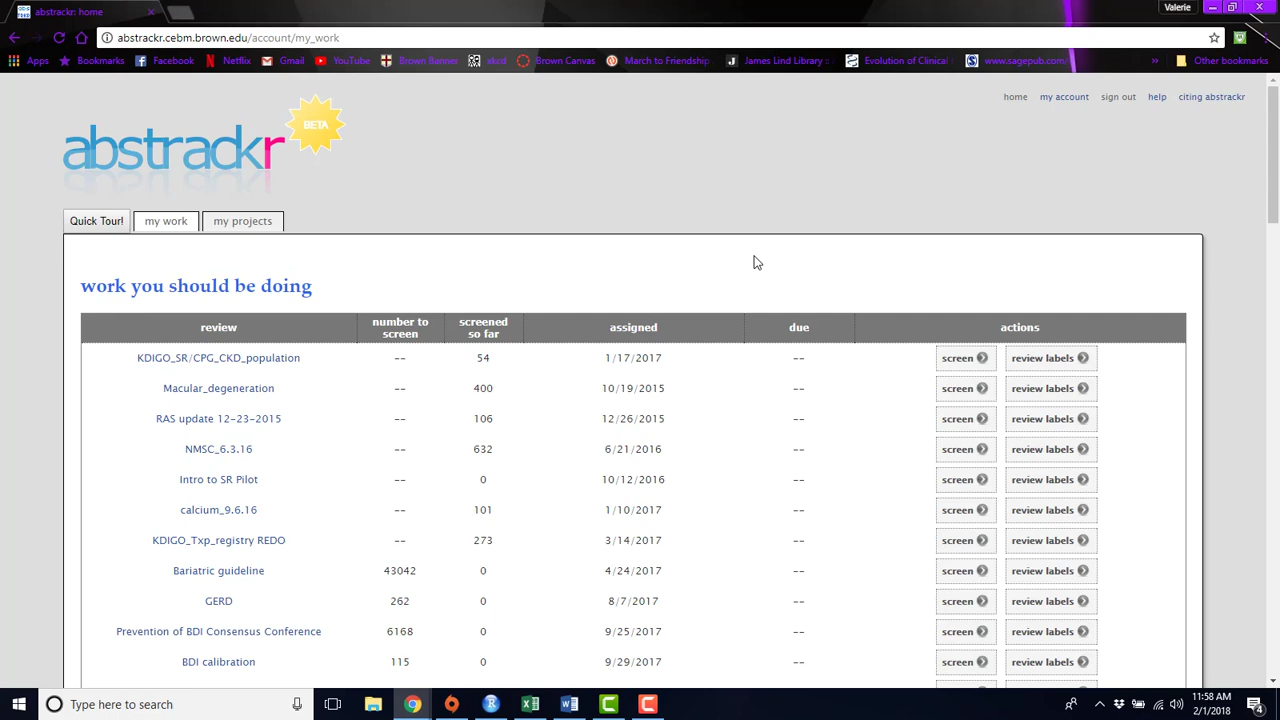 abstrackr: home
Valerie
abstrackr.cebm.brown.edu/account/my_work
Apps Bookmarks Facebook Netflix Gmail YouTube Brown Banner xkcd Brown Canvas March to Friendship James Lind Library :: Evolution of Clinical www.sagepub.com/ » Other bookmarks
home my account sign out help citing abstrackr
abstrackr BETA
Quick Tour! my work my projects
work you should be doing
review number to screen screened so far assigned due actions
KDIGO_SR/CPG_CKD_population -- 54 1/17/2017 -- screen review labels
Macular_degeneration -- 400 10/19/2015 -- screen review labels
RAS update 12-23-2015 -- 106 12/26/2015 -- screen review labels
NMSC_6.3.16 -- 632 6/21/2016 -- screen review labels
Intro to SR Pilot -- 0 10/12/2016 -- screen review labels
calcium_9.6.16 -- 101 1/10/2017 -- screen review labels
KDIGO_Txp_registry REDO -- 273 3/14/2017 -- screen review labels
Bariatric guideline 43042 0 4/24/2017 -- screen review labels
GERD 262 0 8/7/2017 -- screen review labels
Prevention of BDI Consensus Conference 6168 0 9/25/2017 -- screen review labels
BDI calibration 115 0 9/29/2017 -- screen review labels
Type here to search
11:58 AM
2/1/2018
4